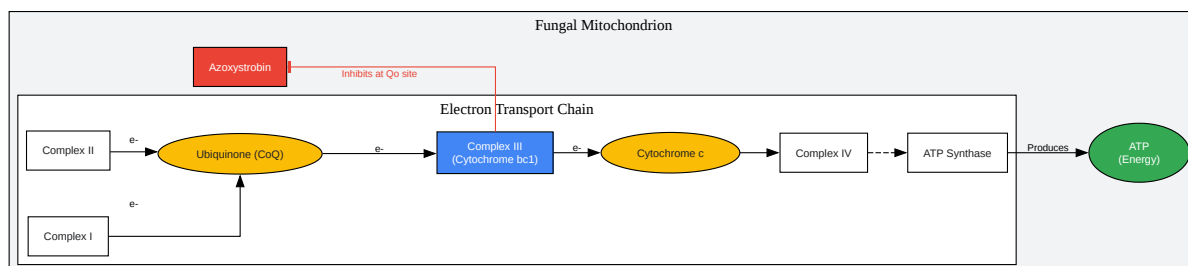 Fungal Mitochondrion
Azoxystrobin
Inhibits at Qo site
Electron Transport Chain
Complex II
e-
Ubiquinone (CoQ)
e-
Complex III
(Cytochrome bc1)
e-
Cytochrome c
Complex IV
ATP Synthase
Produces
ATP
(Energy)
e-
Complex I